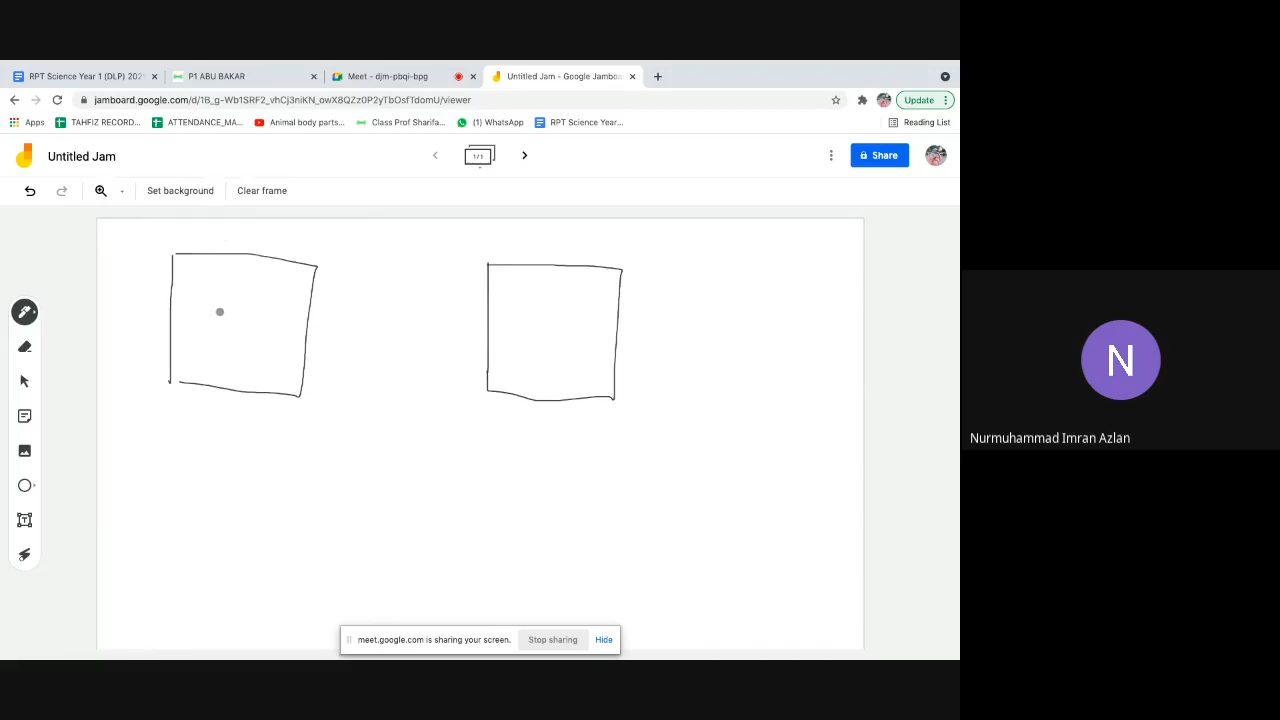 RPT Science Year 1 (DLP) 202
P1 ABU BAKAR
Meet - djm-pbqi-bpg
Untitled Jam - Google Jamboa
jamboard.google.com/d/1B_g-Wb1SRF2_vhCj3niKN_owX8QZz0P2yTbOsfTdomU/viewer
Update
Apps
TAHFIZ RECORD...
ATTENDANCE_MA...
Animal body parts...
Class Prof Sharifa...
(1) WhatsApp
RPT Science Year...
Reading List
Untitled Jam
1/1
Share
Set background
Clear frame
N
Nurmuhammad Imran Azlan
meet.google.com is sharing your screen.
Stop sharing
Hide